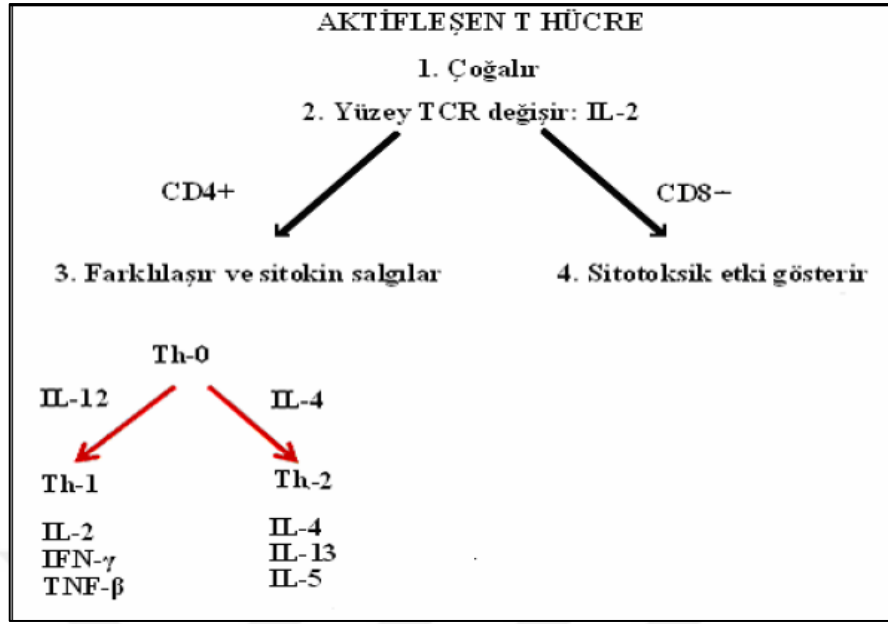 AKTİFLEŞEN T HÜCRE
1. Çoğalır
2. Yüzey TCR değişir: IL-2
CD4+
CD8−
3. Farklılaşır ve sitokin salgılar
4. Sitotoksik etki gösterir
Th-0
IL-12
IL-4
Th-1
Th-2
IL-2
IFN-γ
TNF-β
IL-4
IL-13
IL-5